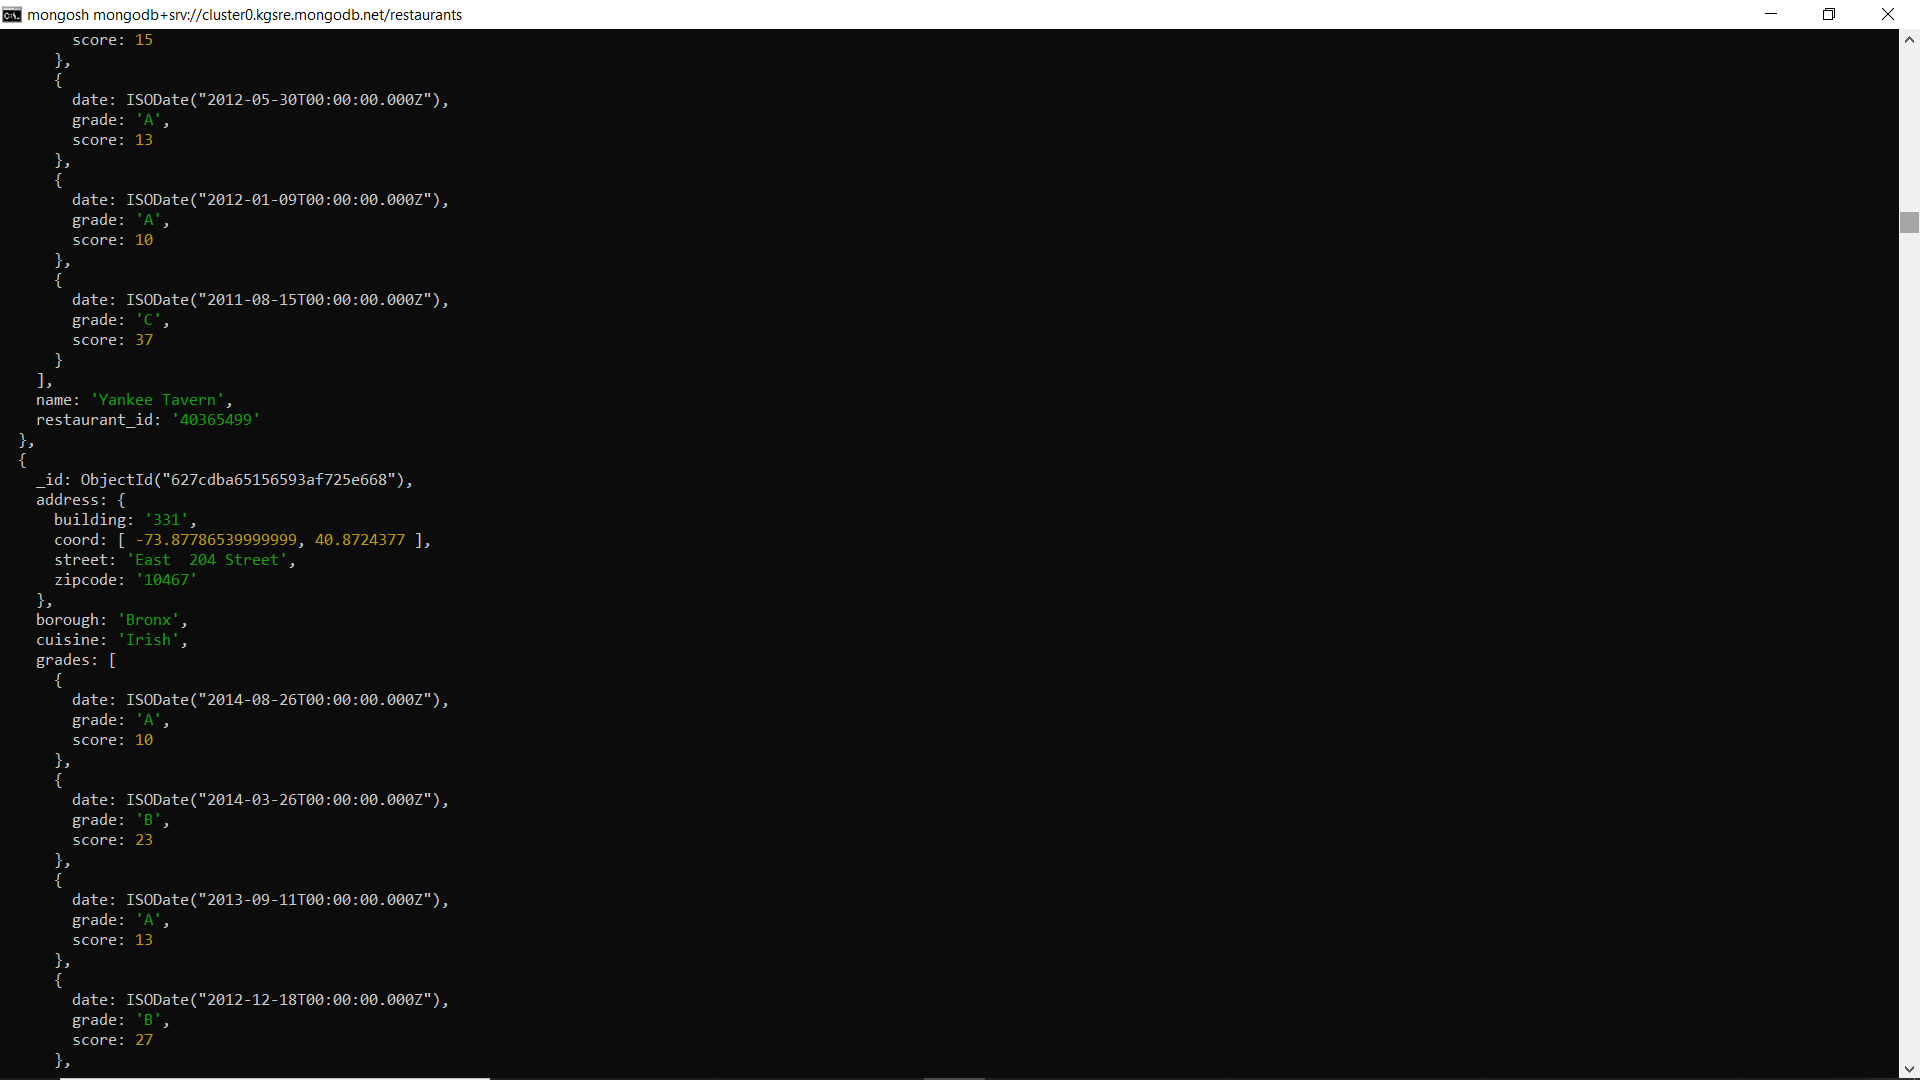 mongosh mongodb+srv://cluster0.kgsre.mongodb.net/restaurants
score: 15
},
{
date: ISODate("2012-05-30T00:00:00.000Z"),
grade: 'A',
score: 13
},
{
date: ISODate("2012-01-09T00:00:00.000Z"),
grade: 'A',
score: 10
},
{
date: ISODate("2011-08-15T00:00:00.000Z"),
grade: 'C',
score: 37
}
],
name: 'Yankee Tavern',
restaurant_id: '40365499'
},
{
_id: ObjectId("627cdba65156593af725e668"),
address: {
building: '331',
coord: [ -73.87786539999999, 40.8724377 ],
street: 'East  204 Street',
zipcode: '10467'
},
borough: 'Bronx',
cuisine: 'Irish',
grades: [
{
date: ISODate("2014-08-26T00:00:00.000Z"),
grade: 'A',
score: 10
},
{
date: ISODate("2014-03-26T00:00:00.000Z"),
grade: 'B',
score: 23
},
{
date: ISODate("2013-09-11T00:00:00.000Z"),
grade: 'A',
score: 13
},
{
date: ISODate("2012-12-18T00:00:00.000Z"),
grade: 'B',
score: 27
},